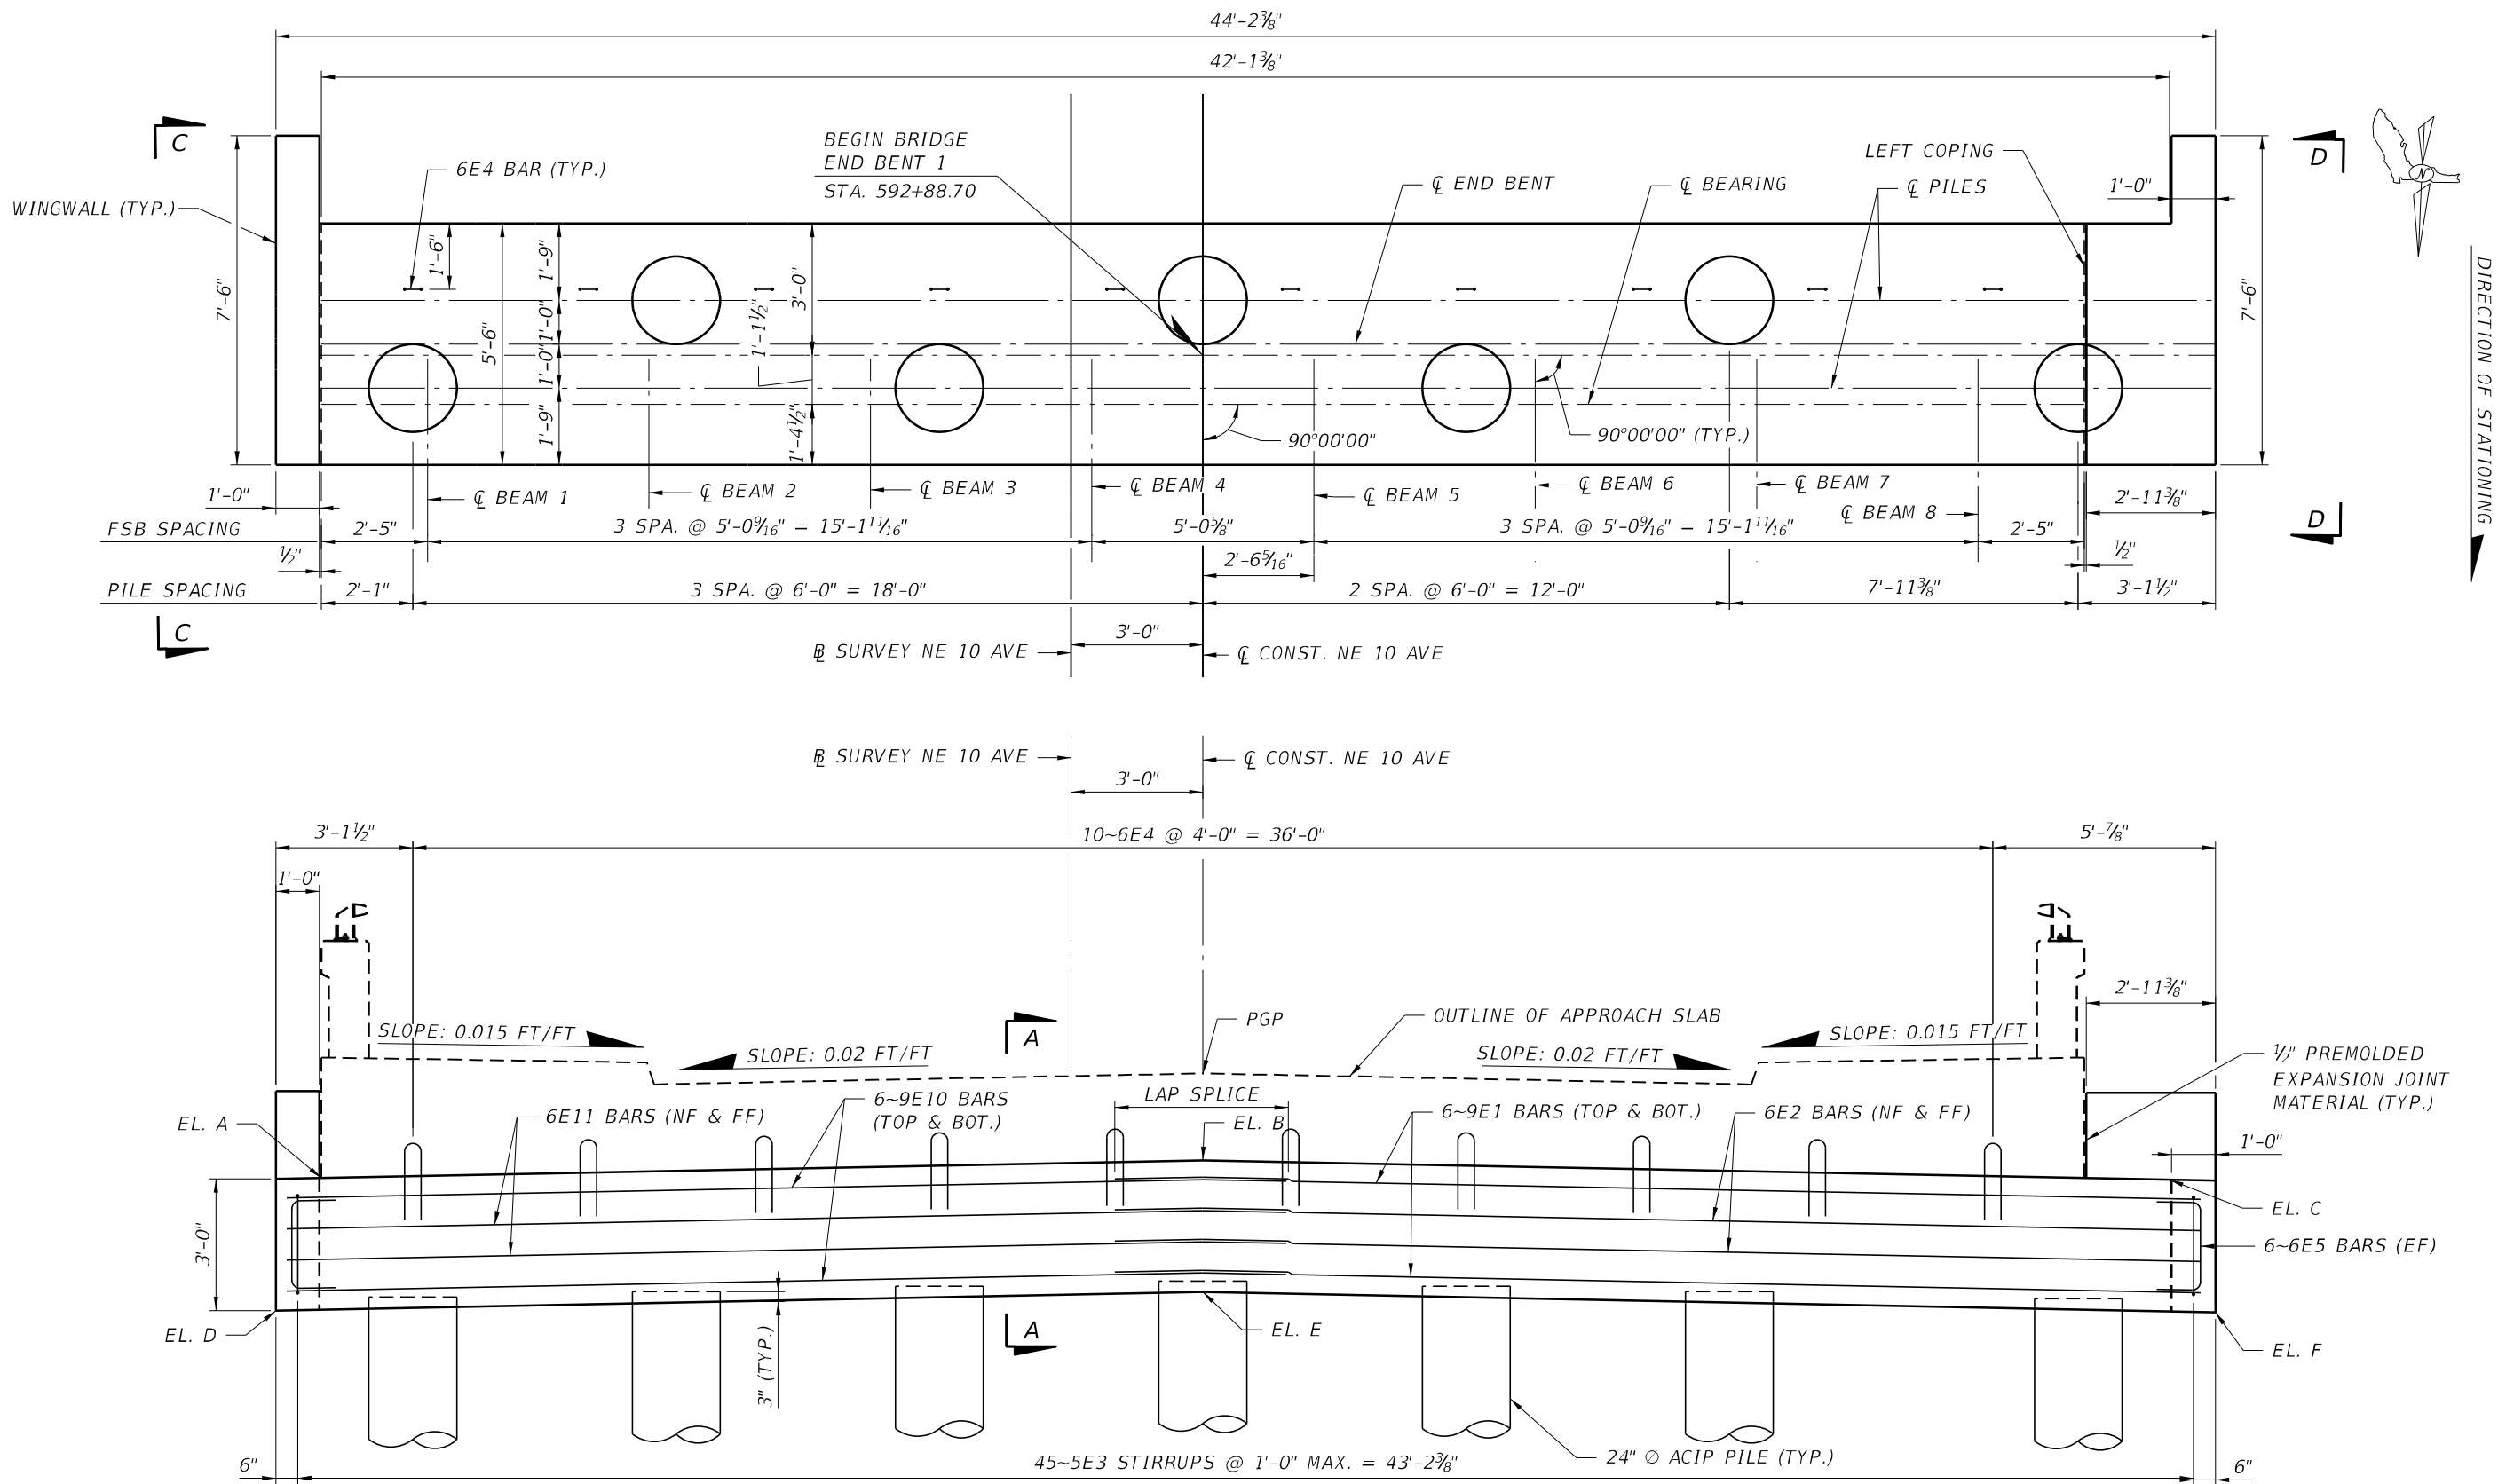 44'-2⅜"
42'-1⅜"
C
D
BEGIN BRIDGE
END BENT 1
STA. 592+88.70
6E4 BAR (TYP.)
LEFT COPING
℄ END BENT
℄ BEARING
℄ PILES
1'-0"
N
WINGWALL (TYP.)
7'-6"
1'-6"
1'-9"
5'-6"
1'-0"
1'-0"
1'-9"
1'-1½"
3'-0"
1'-4½"
90°00'00"
90°00'00" (TYP.)
7'-6"
DIRECTION OF STATIONING
1'-0"
℄ BEAM 1
℄ BEAM 2
℄ BEAM 3
℄ BEAM 4
℄ BEAM 5
℄ BEAM 6
℄ BEAM 7
℄ BEAM 8
2'-11⅜"
D
FSB SPACING
2'-5"
3 SPA. @ 5'-0⁹⁄₁₆" = 15'-1¹¹⁄₁₆"
5'-0⅝"
3 SPA. @ 5'-0⁹⁄₁₆" = 15'-1¹¹⁄₁₆"
2'-5"
½"
2'-6⁵⁄₁₆"
½"
PILE SPACING
2'-1"
3 SPA. @ 6'-0" = 18'-0"
2 SPA. @ 6'-0" = 12'-0"
7'-11⅜"
3'-1½"
C
3'-0"
BL SURVEY NE 10 AVE
℄ CONST. NE 10 AVE
BL SURVEY NE 10 AVE
℄ CONST. NE 10 AVE
3'-0"
3'-1½"
10~6E4 @ 4'-0" = 36'-0"
5'-⅞"
1'-0"
2'-11⅜"
SLOPE: 0.015 FT/FT
SLOPE: 0.02 FT/FT
A
PGP
OUTLINE OF APPROACH SLAB
SLOPE: 0.02 FT/FT
SLOPE: 0.015 FT/FT
½" PREMOLDED
EXPANSION JOINT
MATERIAL (TYP.)
EL. A
6E11 BARS (NF & FF)
6~9E10 BARS
(TOP & BOT.)
LAP SPLICE
EL. B
6~9E1 BARS (TOP & BOT.)
6E2 BARS (NF & FF)
1'-0"
3'-0"
EL. C
6~6E5 BARS (EF)
EL. D
3" (TYP.)
A
EL. E
EL. F
24" ∅ ACIP PILE (TYP.)
6"
45~5E3 STIRRUPS @ 1'-0" MAX. = 43'-2⅜"
6"